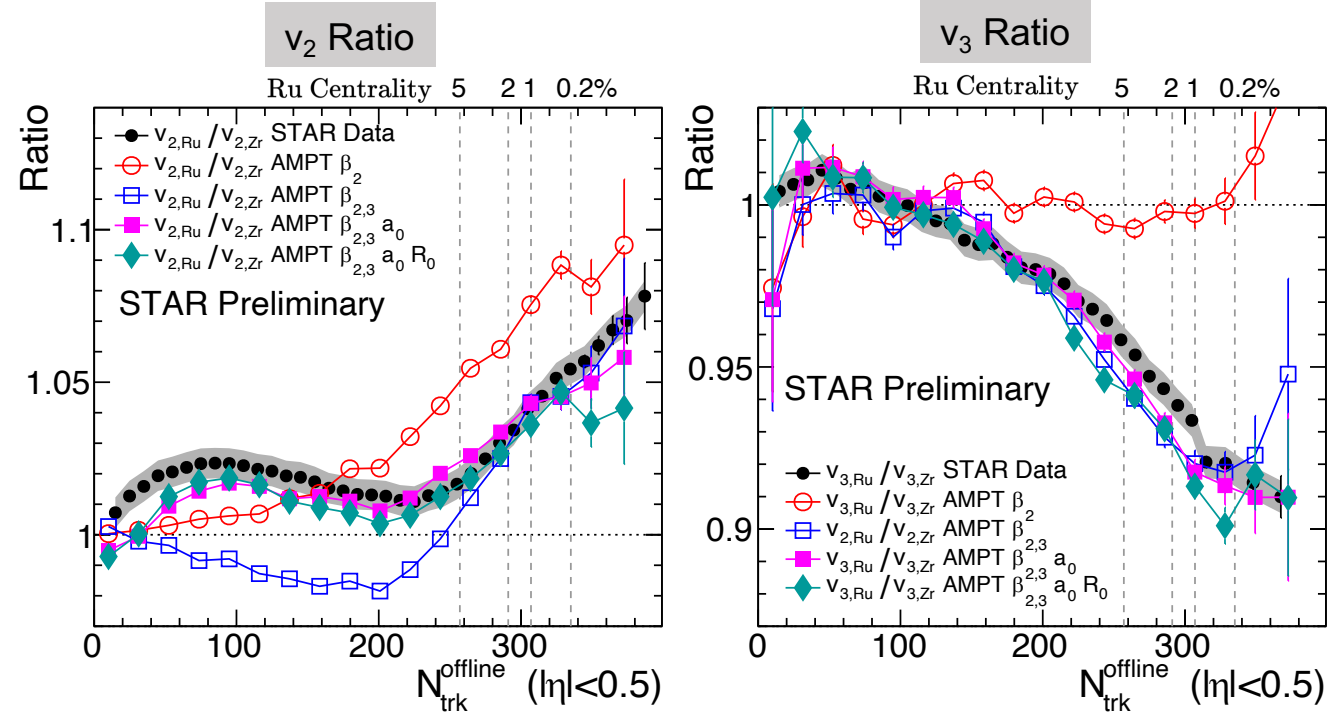 v2 Ratio
Ru Centrality 5 2 1 0.2%
Ratio
v2,Ru / v2,Zr STAR Data
v2,Ru / v2,Zr AMPT β2
v2,Ru / v2,Zr AMPT β2,3
v2,Ru / v2,Zr AMPT β2,3 a0
v2,Ru / v2,Zr AMPT β2,3 a0 R0
STAR Preliminary
1.1
1.05
1
0 100 200 300
N offline trk (|η|<0.5)
v3 Ratio
Ru Centrality 5 2 1 0.2%
Ratio
1
0.95
0.9
STAR Preliminary
v3,Ru / v3,Zr STAR Data
v3,Ru / v3,Zr AMPT β2
v2,Ru / v2,Zr AMPT β2,3
v3,Ru / v3,Zr AMPT β2,3 a0
v3,Ru / v3,Zr AMPT β2,3 a0 R0
0 100 200 300
N offline trk (|η|<0.5)